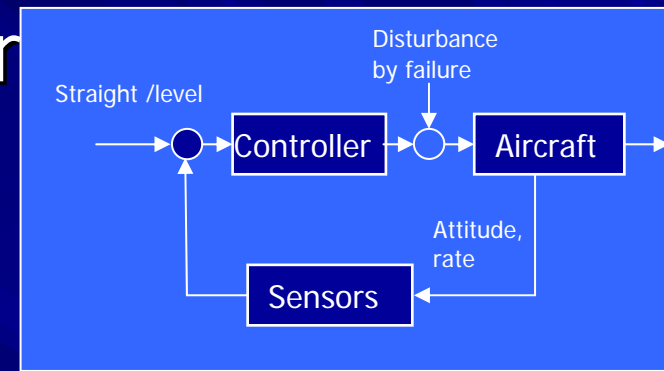 r
Disturbance
by failure
Straight /level
Controller
Aircraft
Attitude,
rate
Sensors